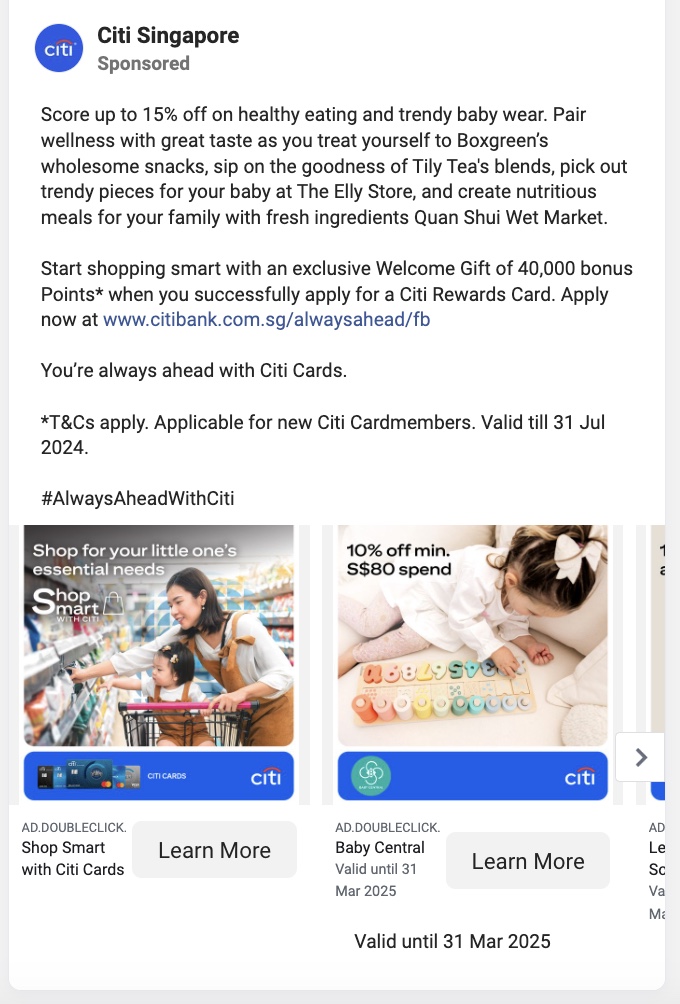 citi
Citi Singapore
Sponsored
Score up to 15% off on healthy eating and trendy baby wear. Pair
wellness with great taste as you treat yourself to Boxgreen’s
wholesome snacks, sip on the goodness of Tily Tea's blends, pick out
trendy pieces for your baby at The Elly Store, and create nutritious
meals for your family with fresh ingredients Quan Shui Wet Market.
Start shopping smart with an exclusive Welcome Gift of 40,000 bonus
Points* when you successfully apply for a Citi Rewards Card. Apply
now at www.citibank.com.sg/alwaysahead/fb
You’re always ahead with Citi Cards.
*T&Cs apply. Applicable for new Citi Cardmembers. Valid till 31 Jul
2024.
#AlwaysAheadWithCiti
Shop for your little one’s
essential needs
Shop
Smart
WITH CITI
CITI CARDS
citi
AD.DOUBLECLICK.
Shop Smart
with Citi Cards
Learn More
10% off min.
S$80 spend
BABY CENTRAL
citi
AD.DOUBLECLICK.
Baby Central
Valid until 31
Mar 2025
Learn More
AD
Le
Sc
Va
Ma
Valid until 31 Mar 2025